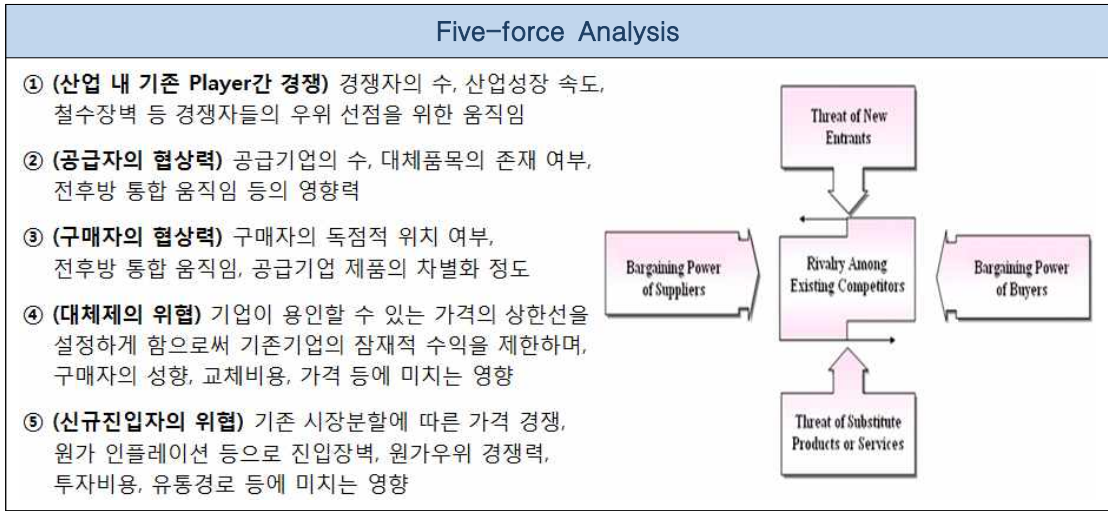 Five-force Analysis
① (산업 내 기존 Player간 경쟁) 경쟁자의 수, 산업성장 속도,
철수장벽 등 경쟁자들의 우위 선점을 위한 움직임
② (공급자의 협상력) 공급기업의 수, 대체품목의 존재 여부,
전후방 통합 움직임 등의 영향력
③ (구매자의 협상력) 구매자의 독점적 위치 여부,
전후방 통합 움직임, 공급기업 제품의 차별화 정도
④ (대체제의 위협) 기업이 용인할 수 있는 가격의 상한선을
설정하게 함으로써 기존기업의 잠재적 수익을 제한하며,
구매자의 성향, 교체비용, 가격 등에 미치는 영향
⑤ (신규진입자의 위협) 기존 시장분할에 따른 가격 경쟁,
원가 인플레이션 등으로 진입장벽, 원가우위 경쟁력,
투자비용, 유통경로 등에 미치는 영향
Threat of New
Entrants
Bargaining Power
of Suppliers
Rivalry Among
Existing Competitors
Bargaining Power
of Buyers
Threat of Substitute
Products or Services